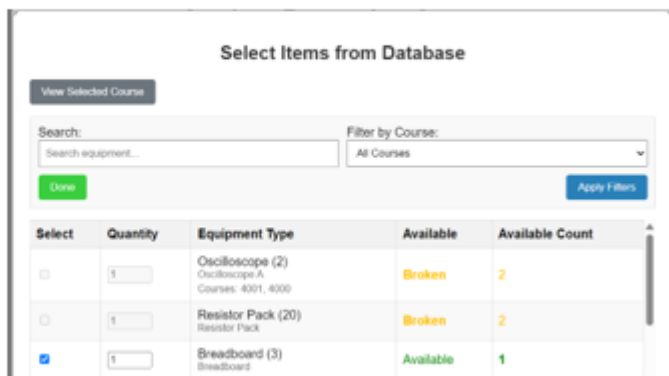 Select Items from Database
View Selected Course
Search:
Filter by Course:
Search equipment...
All Courses
Done
Apply Filters
Select Quantity Equipment Type Available Available Count
Oscilloscope (2)
Oscilloscope A
Courses: 4001, 4000
1 Broken 2
Resistor Pack (20)
Resistor Pack
1 Broken 2
Breadboard (3)
Breadboard
1 Available 1